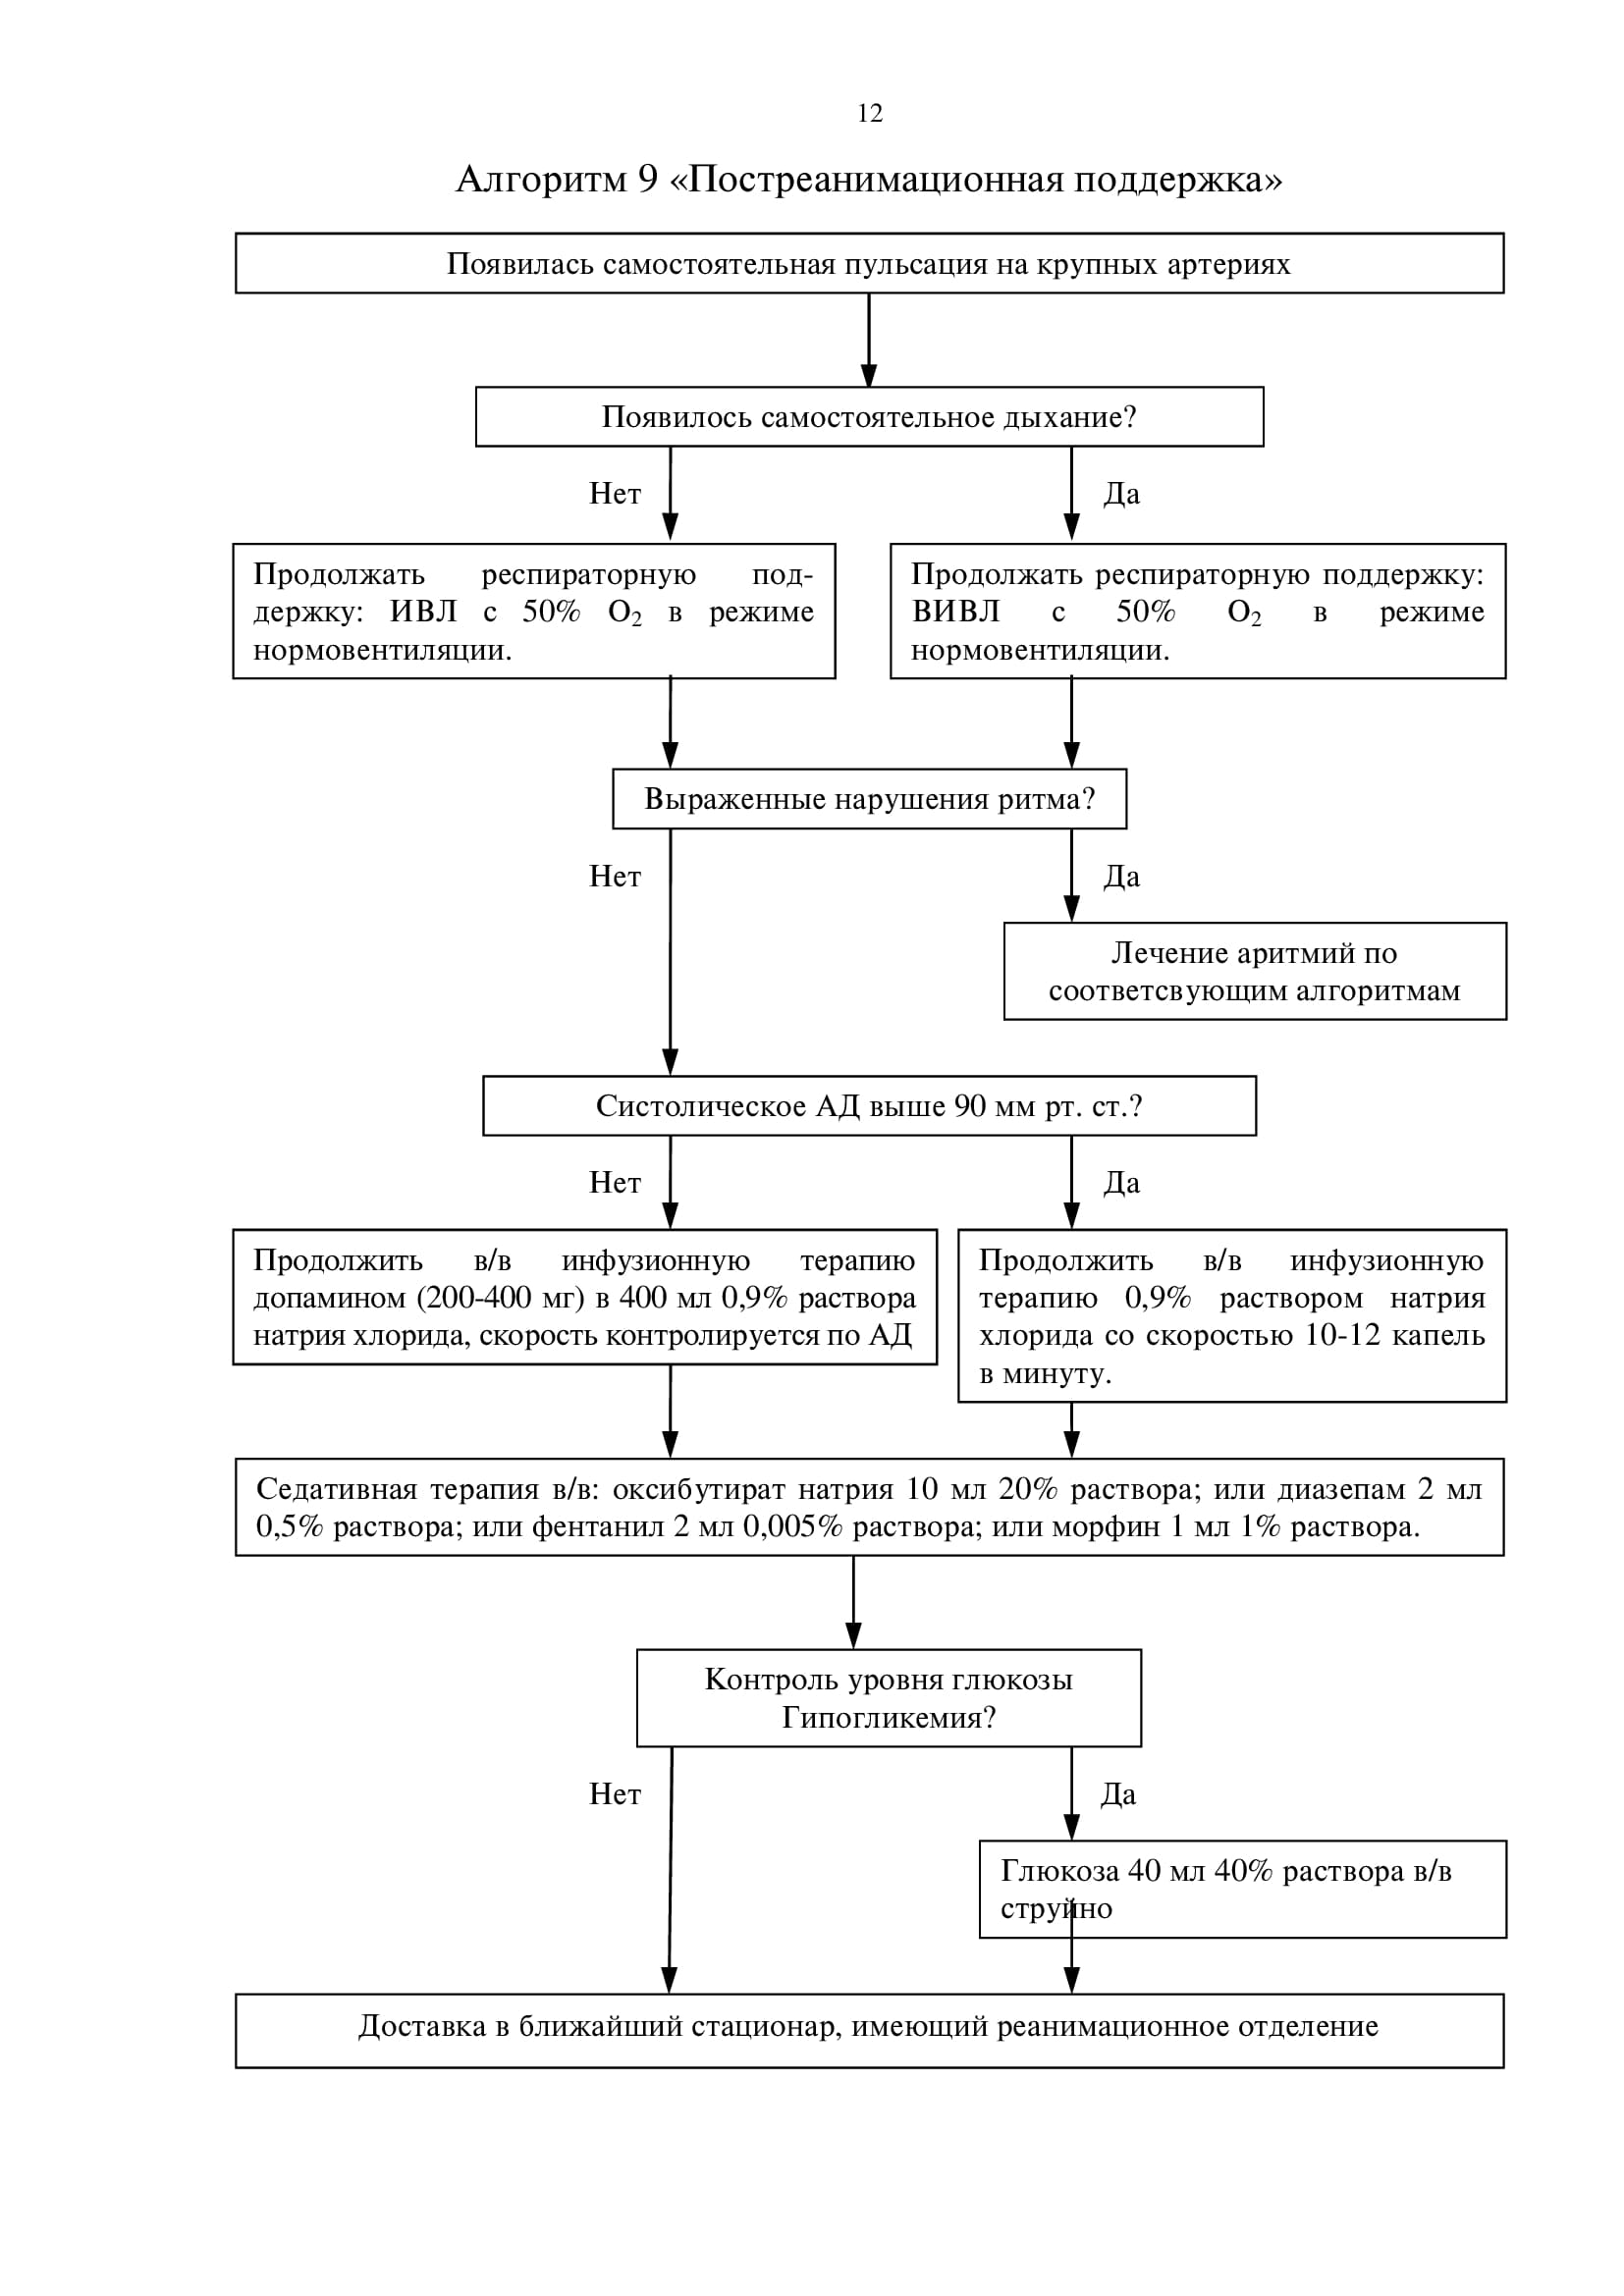 12
Алгоритм 9 «Постреанимационная поддержка»
Появилась самостоятельная пульсация на крупных артериях
Появилось самостоятельное дыхание?
Нет
Да
Продолжать респираторную под-
держку: ИВЛ с 50% O₂ в режиме
нормовентиляции.
Продолжать респираторную поддержку:
ВИВЛ с 50% O₂ в режиме
нормовентиляции.
Выраженные нарушения ритма?
Нет
Да
Лечение аритмий по
соответсвующим алгоритмам
Систолическое АД выше 90 мм рт. ст.?
Нет
Да
Продолжить в/в инфузионную терапию
допамином (200-400 мг) в 400 мл 0,9% раствора
натрия хлорида, скорость контролируется по АД
Продолжить в/в инфузионную
терапию 0,9% раствором натрия
хлорида со скоростью 10-12 капель
в минуту.
Седативная терапия в/в: оксибутират натрия 10 мл 20% раствора; или диазепам 2 мл
0,5% раствора; или фентанил 2 мл 0,005% раствора; или морфин 1 мл 1% раствора.
Контроль уровня глюкозы
Гипогликемия?
Нет
Да
Глюкоза 40 мл 40% раствора в/в
струйно
Доставка в ближайший стационар, имеющий реанимационное отделение